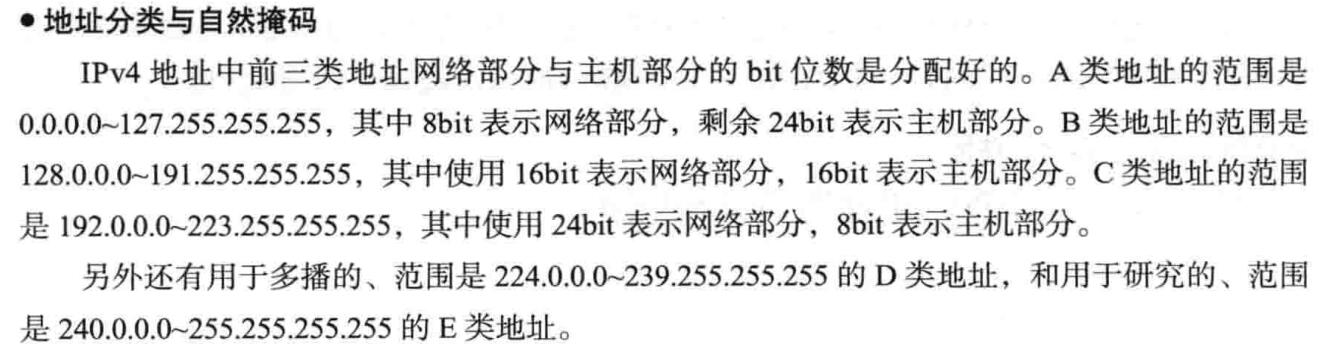 ● 地址分类与自然掩码
IPv4 地址中前三类地址网络部分与主机部分的 bit 位数是分配好的。A 类地址的范围是
0.0.0.0~127.255.255.255，其中 8bit 表示网络部分，剩余 24bit 表示主机部分。B 类地址的范围是
128.0.0.0~191.255.255.255，其中使用 16bit 表示网络部分，16bit 表示主机部分。C 类地址的范围
是 192.0.0.0~223.255.255.255，其中使用 24bit 表示网络部分，8bit 表示主机部分。
另外还有用于多播的、范围是 224.0.0.0~239.255.255.255 的 D 类地址，和用于研究的、范围
是 240.0.0.0~255.255.255.255 的 E 类地址。